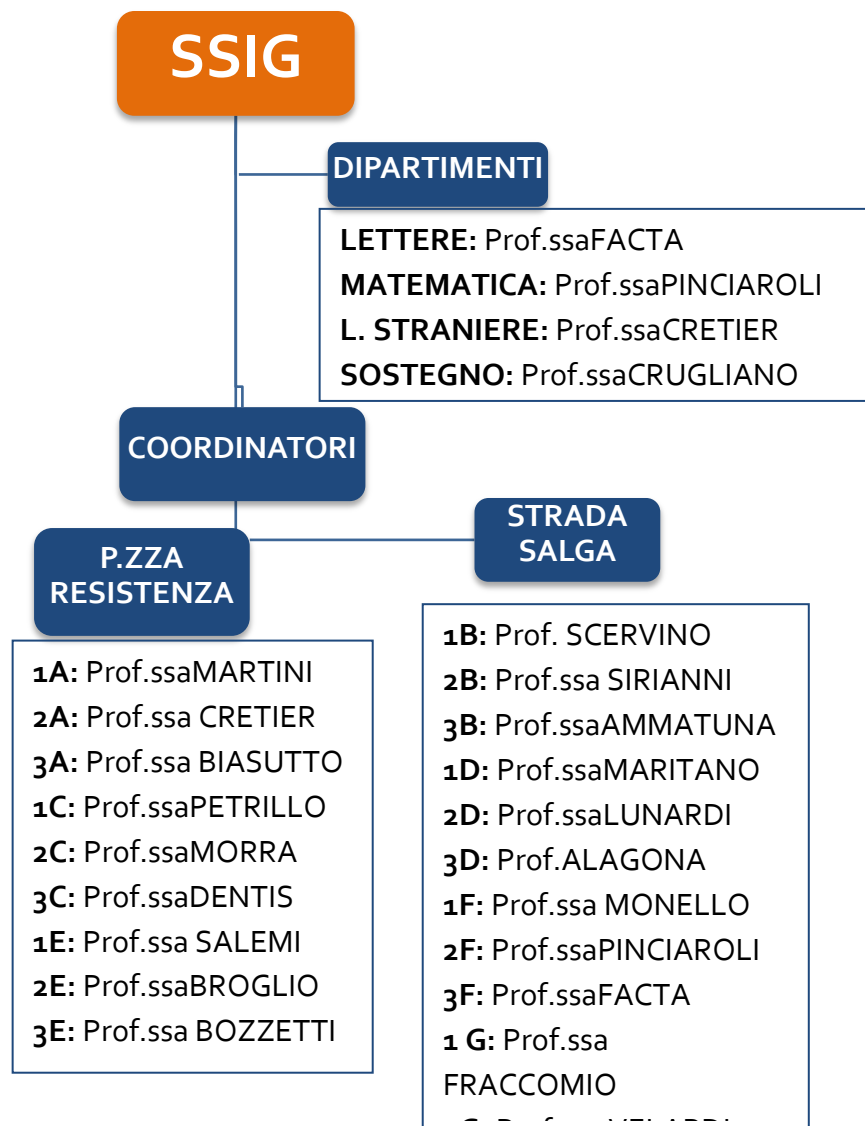 SSIG
DIPARTIMENTI
LETTERE: Prof.ssaFACTA
MATEMATICA: Prof.ssaPINCIAROLI
L. STRANIERE: Prof.ssaCRETIER
SOSTEGNO: Prof.ssaCRUGLIANO
COORDINATORI
P.ZZA
RESISTENZA
1A: Prof.ssaMARTINI
2A: Prof.ssa CRETIER
3A: Prof.ssa BIASUTTO
1C: Prof.ssaPETRILLO
2C: Prof.ssaMORRA
3C: Prof.ssaDENTIS
1E: Prof.ssa SALEMI
2E: Prof.ssaBROGLIO
3E: Prof.ssa BOZZETTI
STRADA
SALGA
1B: Prof. SCERVINO
2B: Prof.ssa SIRIANNI
3B: Prof.ssaAMMATUNA
1D: Prof.ssaMARITANO
2D: Prof.ssaLUNARDI
3D: Prof.ALAGONA
1F: Prof.ssa MONELLO
2F: Prof.ssaPINCIAROLI
3F: Prof.ssaFACTA
1 G: Prof.ssa
FRACCOMIO